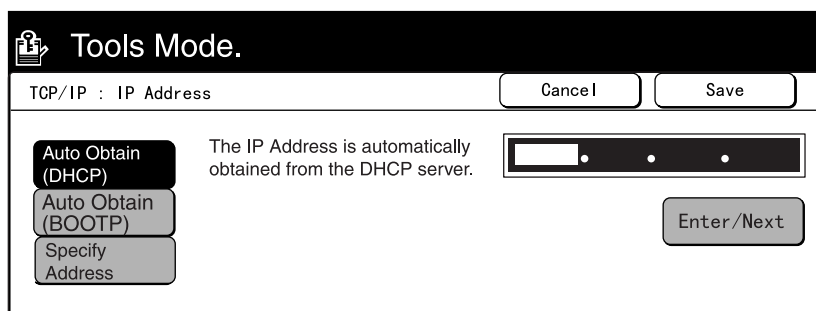 Tools Mode.
TCP/IP : IP Address
Cancel
Save
Auto Obtain
(DHCP)
The IP Address is automatically
obtained from the DHCP server.
Auto Obtain
(BOOTP)
Enter/Next
Specify
Address